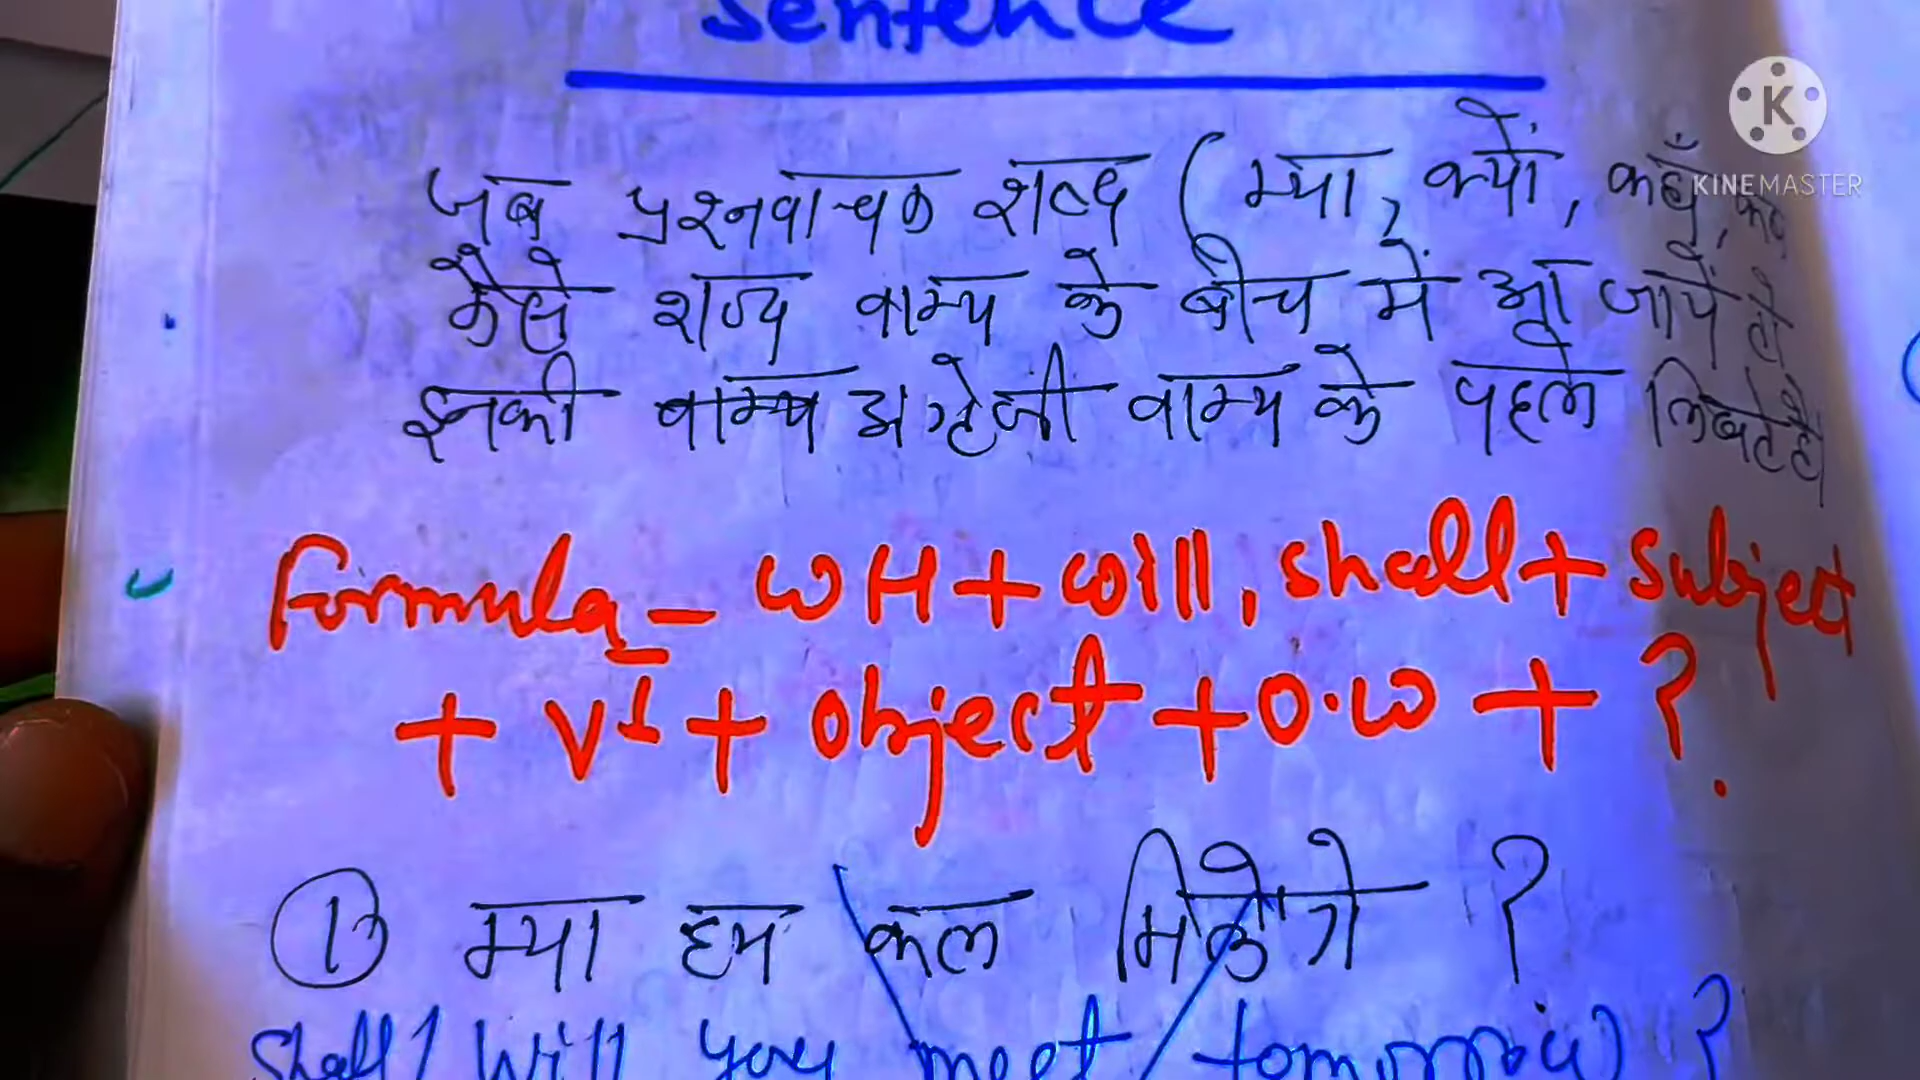 sentence
K
KINEMASTER
जब प्रश्नवाचक शब्द (क्या, क्यों, कहाँ, कब
कैसे शब्द वाक्य के बीच में आ जाये तो
इनकी वाक्य अंग्रेजी वाक्य के पहले लिखते है
formula - WH + will, shall + subject
+ V1 + object + O.W + ?
① क्या हम कल मिलेंगे ?
Shall / Will you meet tomorrow ?